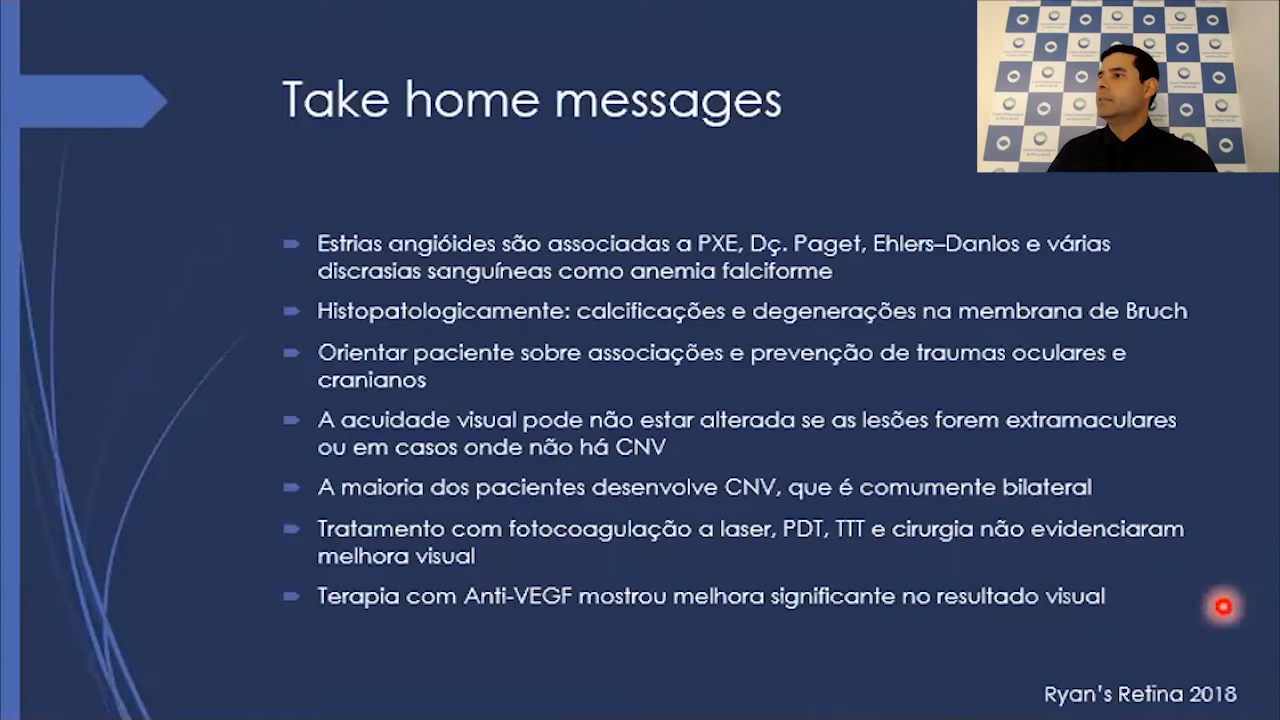 Take home messages
Estrias angióides são associadas a PXE, Dç. Paget, Ehlers–Danlos e várias
discrasias sanguíneas como anemia falciforme
Histopatologicamente: calcificações e degenerações na membrana de Bruch
Orientar paciente sobre associações e prevenção de traumas oculares e
cranianos
A acuidade visual pode não estar alterada se as lesões forem extramaculares
ou em casos onde não há CNV
A maioria dos pacientes desenvolve CNV, que é comumente bilateral
Tratamento com fotocoagulação a laser, PDT, TTT e cirurgia não evidenciaram
melhora visual
Terapia com Anti-VEGF mostrou melhora significante no resultado visual
Ryan's Retina 2018